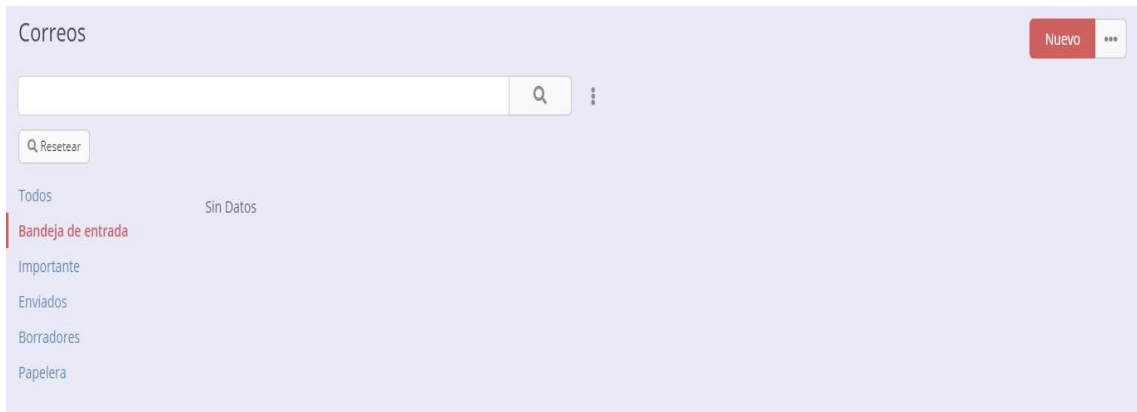 Correos
Nuevo
Resetear
Todos
Sin Datos
Bandeja de entrada
Importante
Enviados
Borradores
Papelera